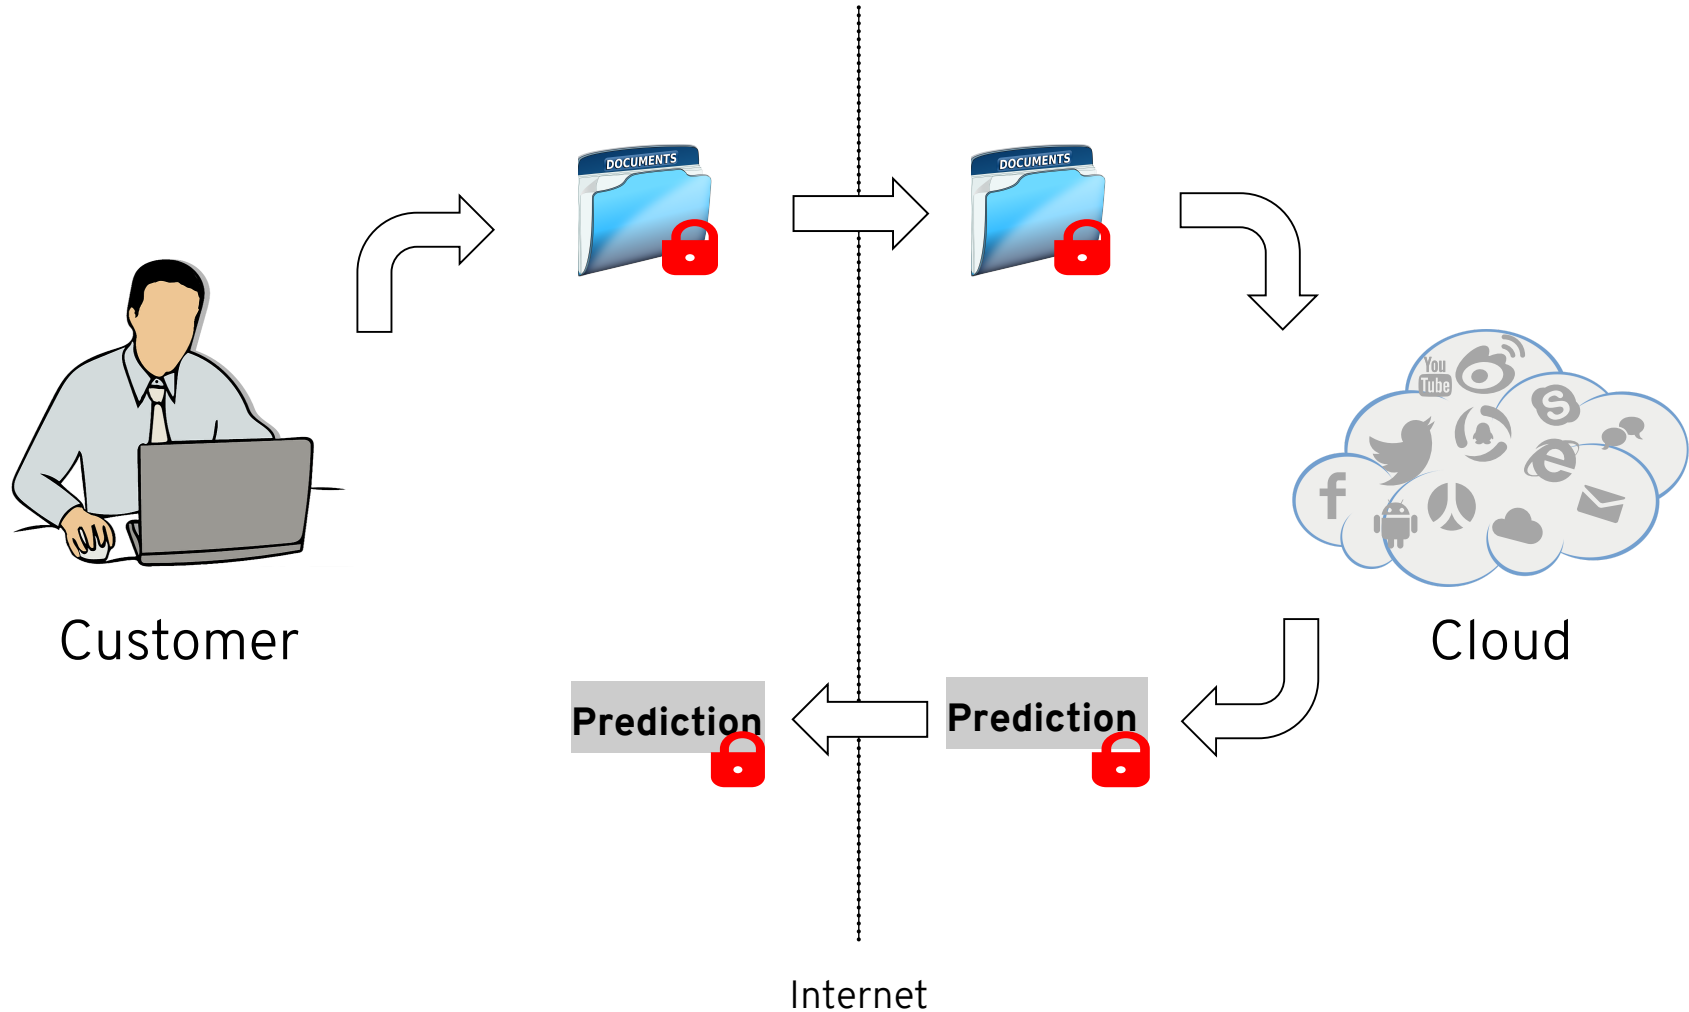 DOCUMENTS
DOCUMENTS
You
Tube
Customer
Cloud
Prediction
Prediction
Internet